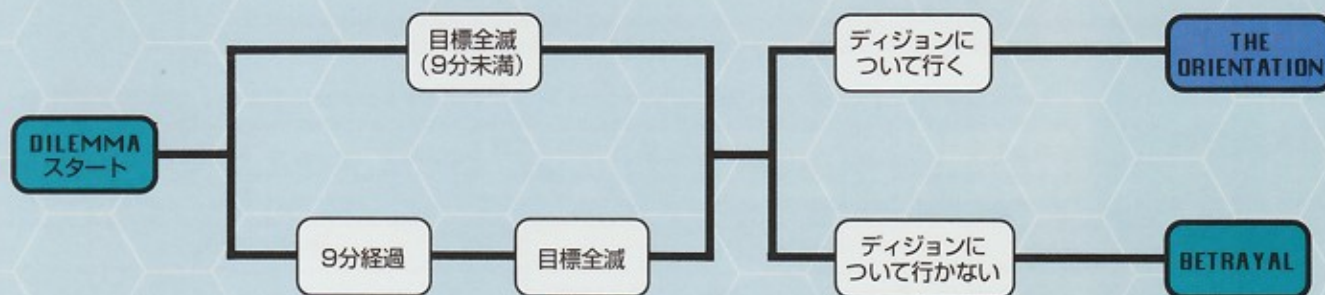 DILEMMA
スタート
目標全滅
(9分未満)
9分経過
目標全滅
ディジョンに
ついて行く
ディジョンに
ついて行かない
THE
ORIENTATION
BETRAYAL